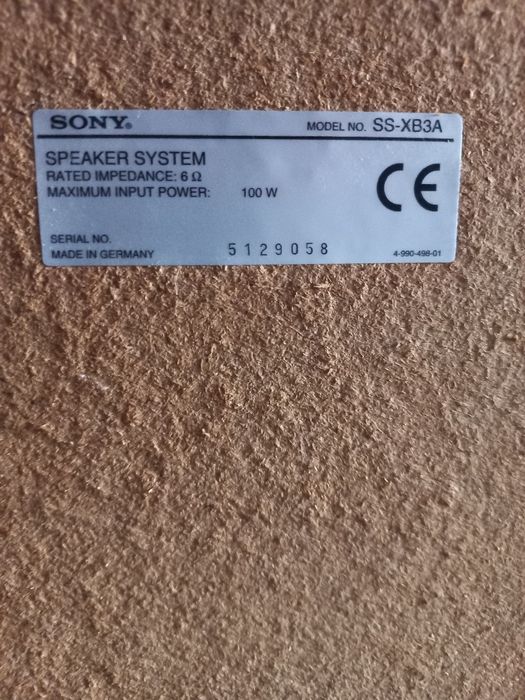 SONY®
MODEL NO. SS-XB3A
SPEAKER SYSTEM
RATED IMPEDANCE: 6 Ω
MAXIMUM INPUT POWER: 100 W
CE
SERIAL NO.
MADE IN GERMANY 5129058 4-990-498-01